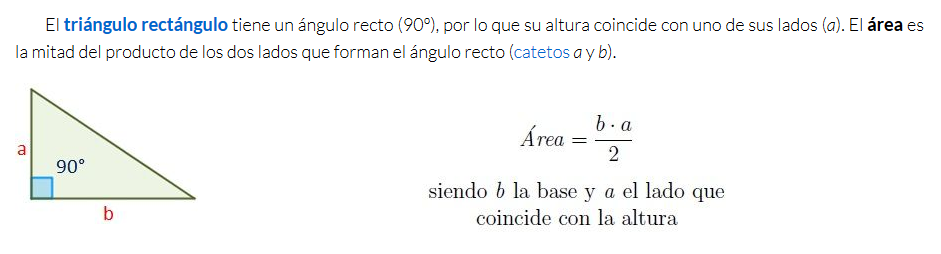 El triángulo rectángulo tiene un ángulo recto (90º), por lo que su altura coincide con uno de sus lados (a). El área es
la mitad del producto de los dos lados que forman el ángulo recto (catetos a y b).
a
90°
b
Área = b · a / 2
siendo b la base y a el lado que
coincide con la altura